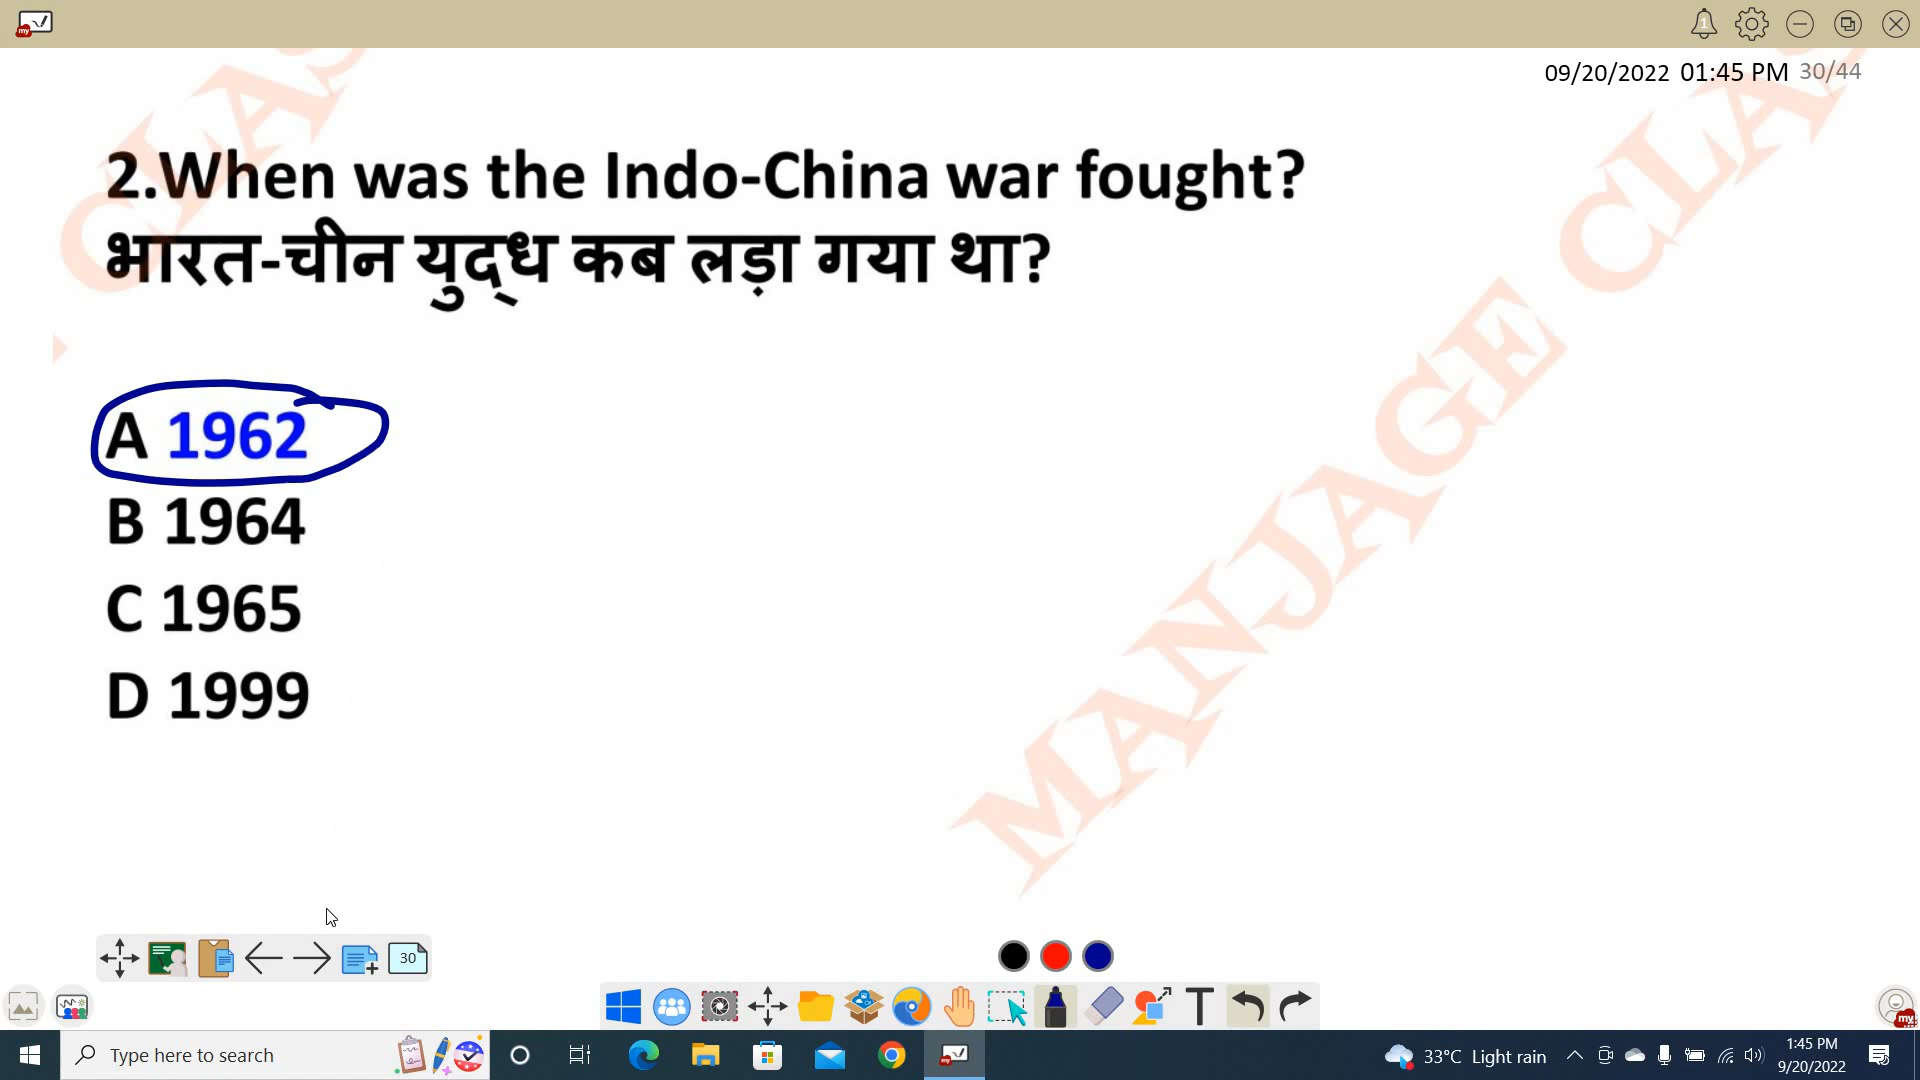 09/20/2022 01:45 PM 30/44
2.When was the Indo-China war fought?
भारत-चीन युद्ध कब लड़ा गया था?
A 1962
B 1964
C 1965
D 1999
MANJAGE CLAS
CLAS
30
T
Type here to search
33°C Light rain
1:45 PM
9/20/2022